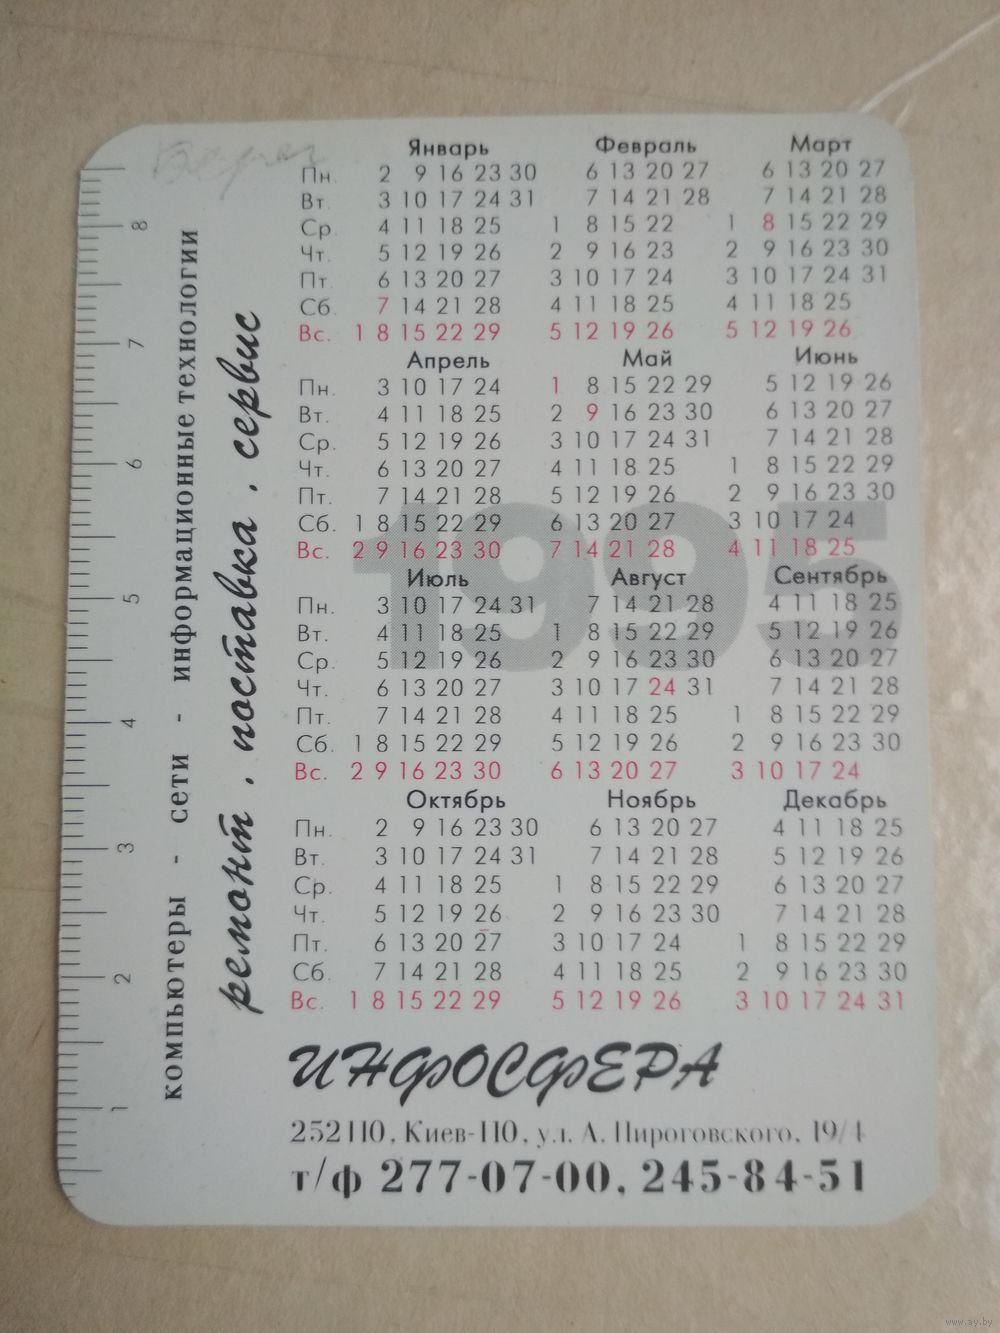 Январь Февраль Март
Пн. 2 9 16 23 30 6 13 20 27 6 13 20 27
Вт. 3 10 17 24 31 7 14 21 28 7 14 21 28
Ср. 4 11 18 25 1 8 15 22 1 8 15 22 29
Чт. 5 12 19 26 2 9 16 23 2 9 16 23 30
Пт. 6 13 20 27 3 10 17 24 3 10 17 24 31
Сб. 7 14 21 28 4 11 18 25 4 11 18 25
Вс. 1 8 15 22 29 5 12 19 26 5 12 19 26
Апрель Май Июнь
Пн. 3 10 17 24 1 8 15 22 29 5 12 19 26
Вт. 4 11 18 25 2 9 16 23 30 6 13 20 27
Ср. 5 12 19 26 3 10 17 24 31 7 14 21 28
Чт. 6 13 20 27 4 11 18 25 1 8 15 22 29
Пт. 7 14 21 28 5 12 19 26 2 9 16 23 30
Сб. 1 8 15 22 29 6 13 20 27 3 10 17 24
Вс. 2 9 16 23 30 7 14 21 28 4 11 18 25
1995
Июль Август Сентябрь
Пн. 3 10 17 24 31 7 14 21 28 4 11 18 25
Вт. 4 11 18 25 1 8 15 22 29 5 12 19 26
Ср. 5 12 19 26 2 9 16 23 30 6 13 20 27
Чт. 6 13 20 27 3 10 17 24 31 7 14 21 28
Пт. 7 14 21 28 4 11 18 25 1 8 15 22 29
Сб. 1 8 15 22 29 5 12 19 26 2 9 16 23 30
Вс. 2 9 16 23 30 6 13 20 27 3 10 17 24
Октябрь Ноябрь Декабрь
Пн. 2 9 16 23 30 6 13 20 27 4 11 18 25
Вт. 3 10 17 24 31 7 14 21 28 5 12 19 26
Ср. 4 11 18 25 1 8 15 22 29 6 13 20 27
Чт. 5 12 19 26 2 9 16 23 30 7 14 21 28
Пт. 6 13 20 27 3 10 17 24 1 8 15 22 29
Сб. 7 14 21 28 4 11 18 25 2 9 16 23 30
Вс. 1 8 15 22 29 5 12 19 26 3 10 17 24 31
ИНФОСФЕРА
252110, Киев-110, ул. А. Пироговского, 19/4
т/ф 277-07-00, 245-84-51
компьютеры - сети - информационные технологии
ремонт . поставка . сервис
1 2 3 4 5 6 7 8
www.ay.by